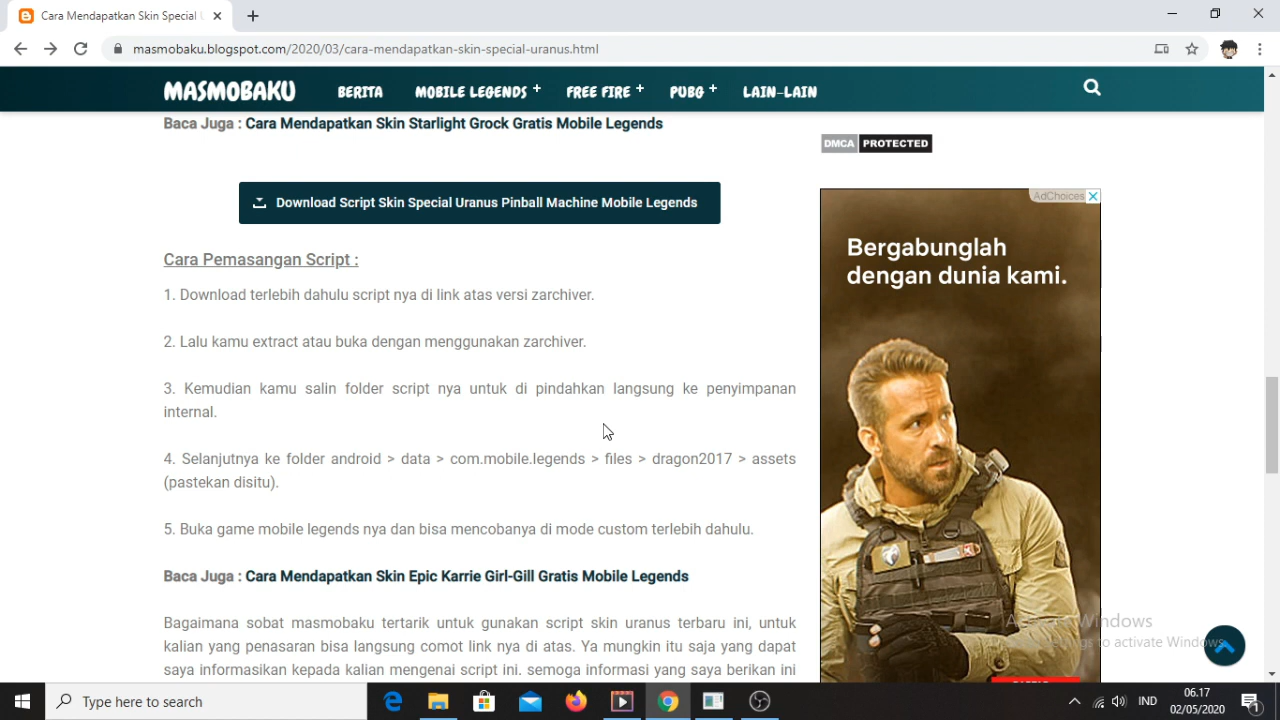 Cara Mendapatkan Skin Special
masmobaku.blogspot.com/2020/03/cara-mendapatkan-skin-special-uranus.html
MASMOBAKU BERITA MOBILE LEGENDS + FREE FIRE + PUBG + LAIN-LAIN
Baca Juga : Cara Mendapatkan Skin Starlight Grock Gratis Mobile Legends
DMCA PROTECTED
Download Script Skin Special Uranus Pinball Machine Mobile Legends
Cara Pemasangan Script :
1. Download terlebih dahulu script nya di link atas versi zarchiver.
2. Lalu kamu extract atau buka dengan menggunakan zarchiver.
3. Kemudian kamu salin folder script nya untuk di pindahkan langsung ke penyimpanan
internal.
4. Selanjutnya ke folder android > data > com.mobile.legends > files > dragon2017 > assets
(pastekan disitu).
5. Buka game mobile legends nya dan bisa mencobanya di mode custom terlebih dahulu.
Baca Juga : Cara Mendapatkan Skin Epic Karrie Girl-Gill Gratis Mobile Legends
Bagaimana sobat masmobaku tertarik untuk gunakan script skin uranus terbaru ini, untuk
kalian yang penasaran bisa langsung comot link nya di atas. Ya mungkin itu saja yang dapat
saya informasikan kepada kalian mengenai script ini. semoga informasi yang saya berikan ini
AdChoices
Bergabunglah
dengan dunia kami.
Windows
to activate Windows
Type here to search
IND
06.17
02/05/2020